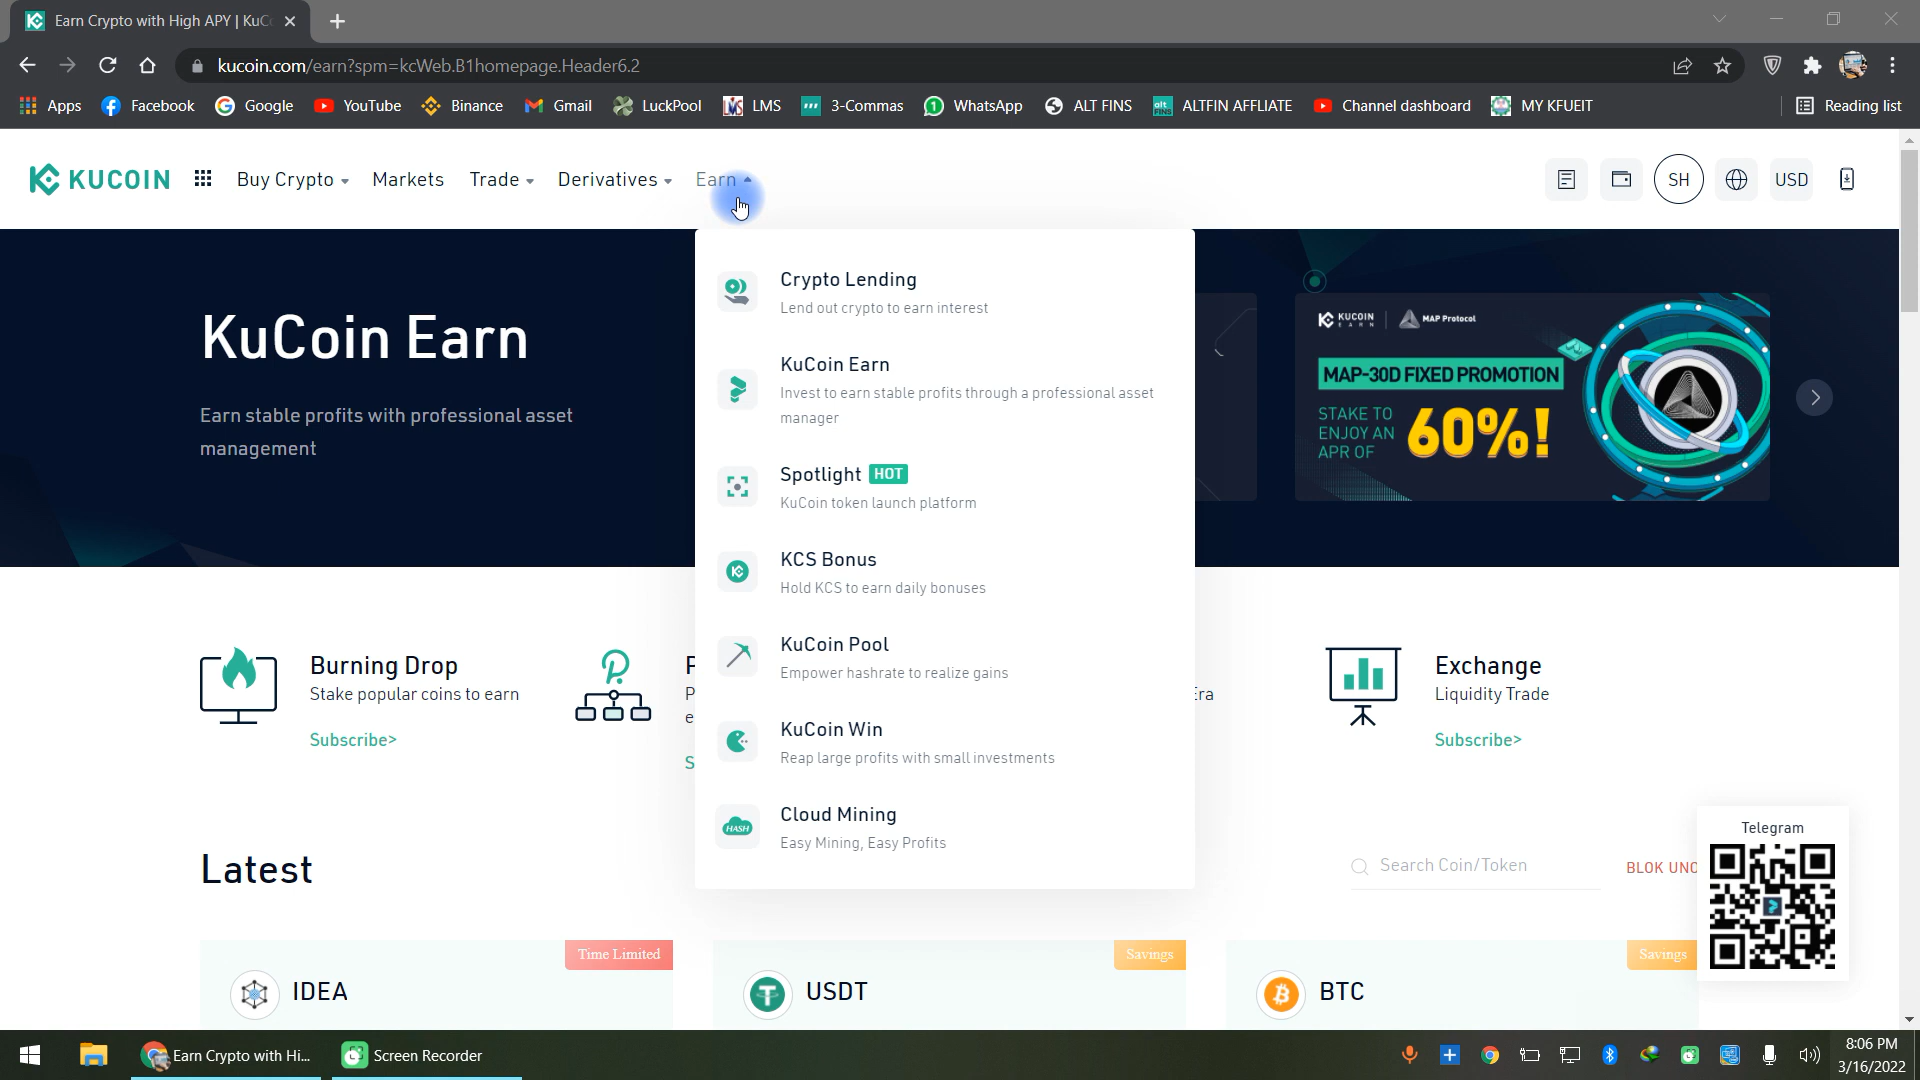 Earn Crypto with High APY | KuCo
kucoin.com/earn?spm=kcWeb.B1homepage.Header6.2
Apps
Facebook
Google
YouTube
Binance
Gmail
LuckPool
LMS
3-Commas
WhatsApp
ALT FINS
ALTFIN AFFLIATE
Channel dashboard
MY KFUEIT
Reading list
KUCOIN
Buy Crypto
Markets
Trade
Derivatives
Earn
SH
USD
KuCoin Earn
Earn stable profits with professional asset
management
Crypto Lending
Lend out crypto to earn interest
KuCoin Earn
Invest to earn stable profits through a professional asset
manager
Spotlight HOT
KuCoin token launch platform
KCS Bonus
Hold KCS to earn daily bonuses
KuCoin Pool
Empower hashrate to realize gains
KuCoin Win
Reap large profits with small investments
HASH
Cloud Mining
Easy Mining, Easy Profits
KUCOIN EARN
MAP Protocol
MAP-30D FIXED PROMOTION
STAKE TO
ENJOY AN
APR OF
60%!
Burning Drop
Stake popular coins to earn
Subscribe>
P
P
e
S
Era
Exchange
Liquidity Trade
Subscribe>
Latest
Search Coin/Token
BLOK UNO
Telegram
Time Limited
IDEA
Savings
USDT
Savings
BTC
Earn Crypto with Hi...
Screen Recorder
8:06 PM
3/16/2022